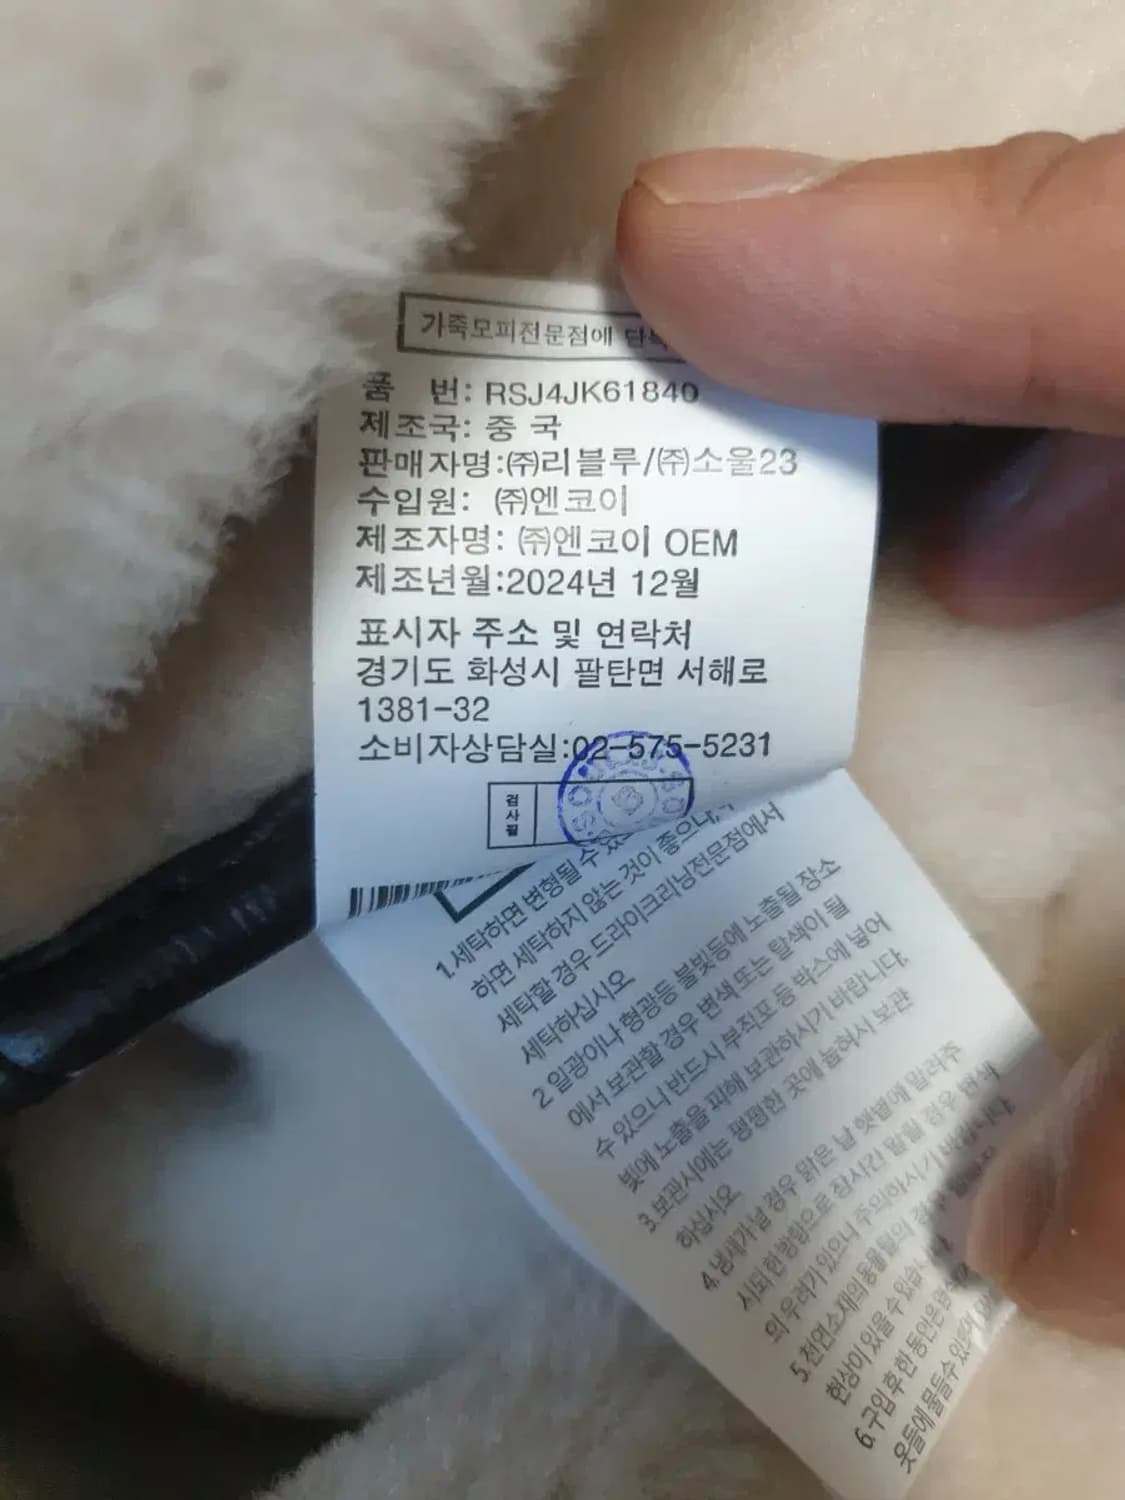 가죽모피전문점에
품 번: RSJ4JK61840
제조국: 중국
판매자명:㈜리블루/㈜소울23
수입원: ㈜엔코이
제조자명: ㈜엔코이 OEM
제조년월:2024년 12월
표시자 주소 및 연락처
경기도 화성시 팔탄면 서해로
1381-32
소비자상담실:02-575-5231
검사필
1.세탁하면 변형될 수
하면 세탁하지 않는 것이 좋으나,
세탁할 경우 드라이크리닝전문점에서
세탁하십시오
2 일광이나 형광등 불빛등에 노출될 장소
에서 보관할 경우 변색 또는 탈색이 될
수 있으니 반드시 부직포 등 박스에 넣어
빛에 노출을 피해 보관하시기 바랍니다.
3.보관시에는 평평한 곳에 눕혀서 보관
하십시오
4.냄새가 날 경우 맑은 날 햇볕에 말려주
시되 한 방향으로 장시간 말릴 경우 변색
의 우려가 있으니 주의하시기 바랍니다.
5.천연소재의 동물털의
현상이 있을 수 있습니
6.구입 후 한 동안은
옷들에 묻을 수 있으며